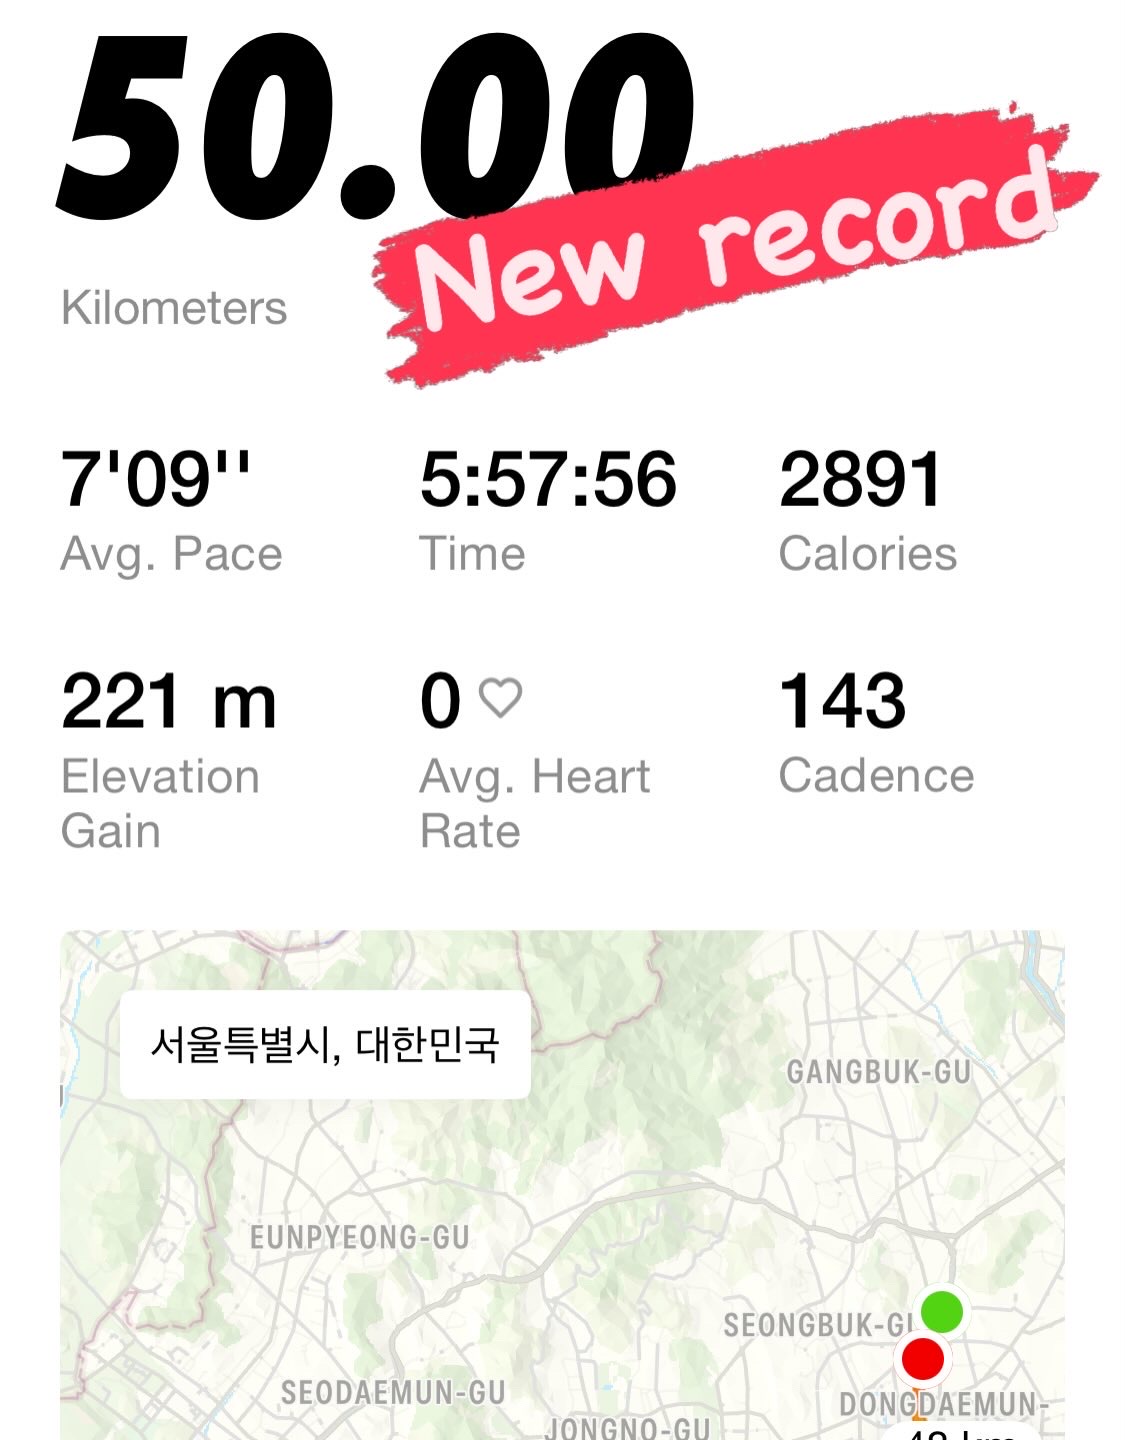 50.00
New record
Kilometers
7'09''
5:57:56
2891
Avg. Pace
Time
Calories
221 m
0
143
Elevation
Gain
Avg. Heart
Rate
Cadence
서울특별시, 대한민국
GANGBUK-GU
EUNPYEONG-GU
SEONGBUK-GU
SEODAEMUN-GU
DONGDAEMUN-
JONGNO-GU